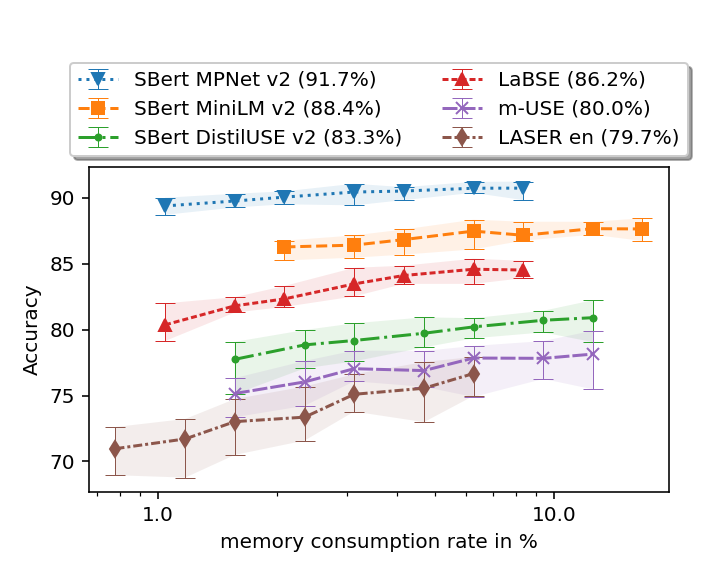 SBert MPNet v2 (91.7%)
SBert MiniLM v2 (88.4%)
SBert DistilUSE v2 (83.3%)
LaBSE (86.2%)
m-USE (80.0%)
LASER en (79.7%)
90
85
80
75
70
Accuracy
1.0
10.0
memory consumption rate in %